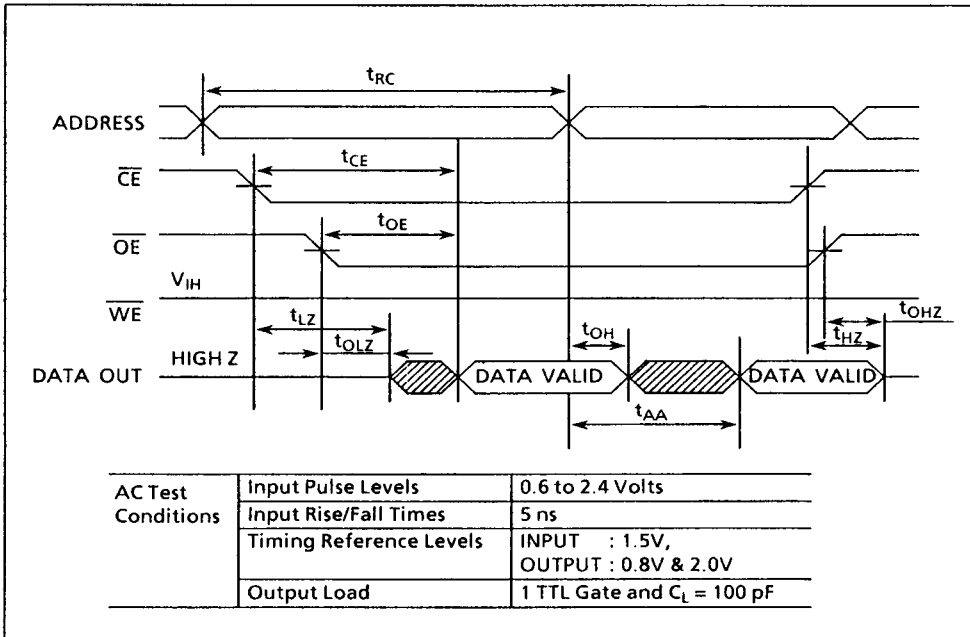 tRC
ADDRESS
tCE
CE
tOE
OE
VIH
WE
tLZ
tOHZ
tOH
tHZ
tOLZ
HIGH Z
DATA OUT
DATA VALID
DATA VALID
tAA
AC Test Conditions
Input Pulse Levels
0.6 to 2.4 Volts
Input Rise/Fall Times
5 ns
Timing Reference Levels
INPUT : 1.5V,
OUTPUT : 0.8V & 2.0V
Output Load
1 TTL Gate and CL = 100 pF